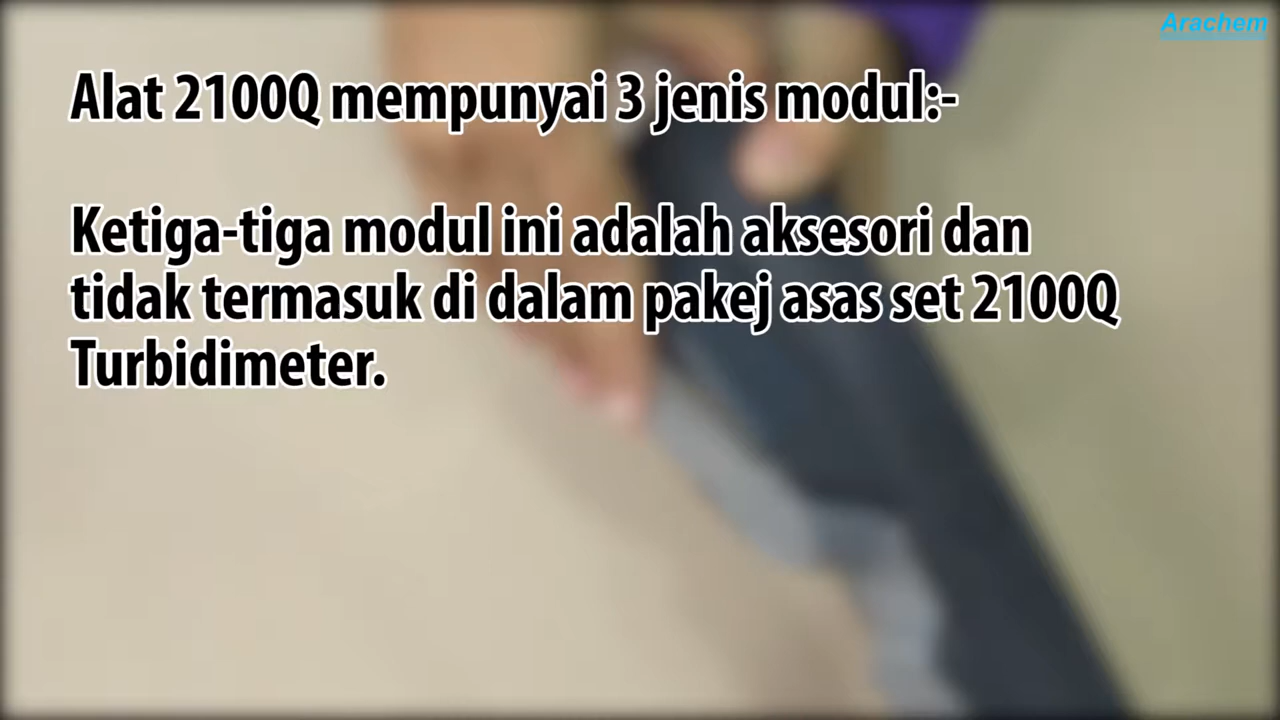 Arachem
Alat 2100Q mempunyai 3 jenis modul:-
Ketiga-tiga modul ini adalah aksesori dan
tidak termasuk di dalam pakej asas set 2100Q
Turbidimeter.